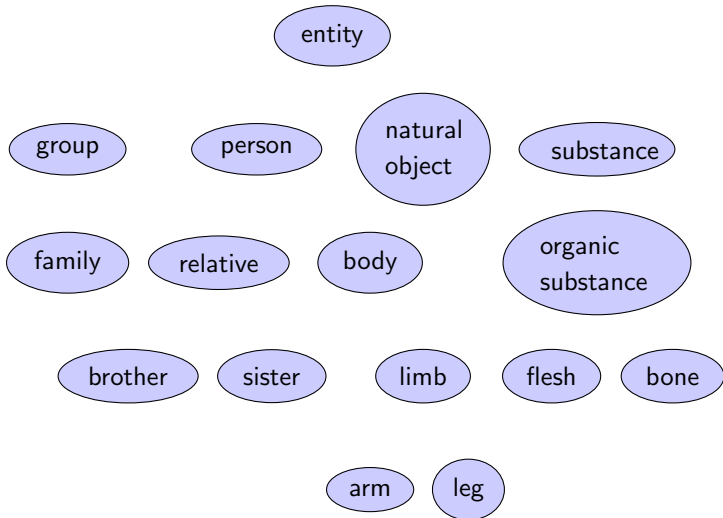 entity
group
person
natural
object
substance
family
relative
body
organic
substance
brother
sister
limb
flesh
bone
arm
leg